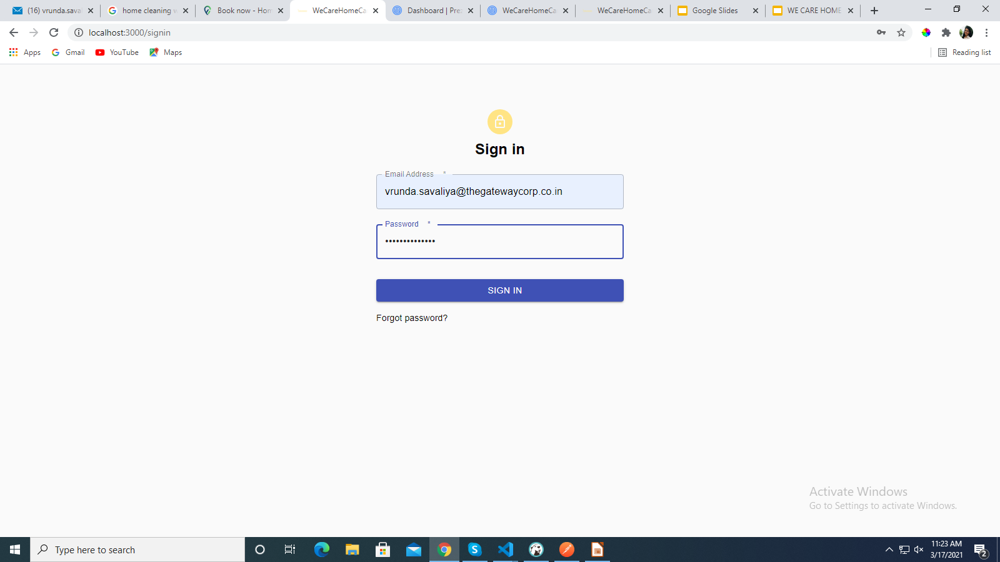 (16) vrunda.saval
home cleaning w
Book now - Hom
WeCareHomeCa
Dashboard | Prez
WeCareHomeCa
WeCareHomeCa
Google Slides
WE CARE HOME
localhost:3000/signin
Apps
Gmail
YouTube
Maps
Reading list
Sign in
Email Address *
vrunda.savaliya@thegatewaycorp.co.in
Password *
••••••••••••••
SIGN IN
Forgot password?
Activate Windows
Go to Settings to activate Windows.
Type here to search
11:23 AM
3/17/2021
2